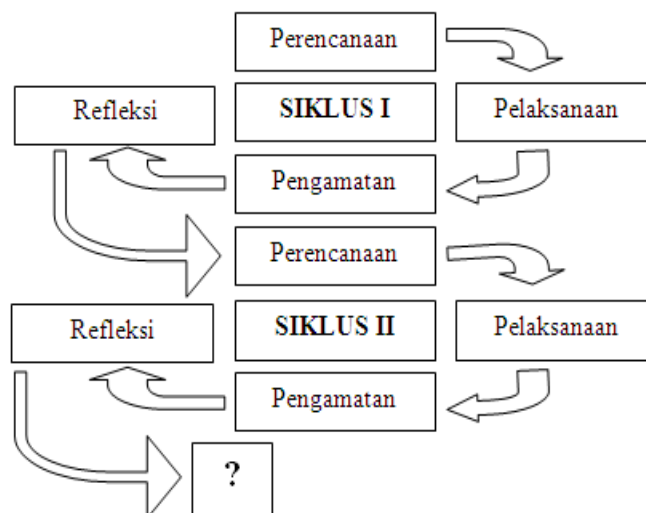 Perencanaan
Refleksi
SIKLUS I
Pelaksanaan
Pengamatan
Perencanaan
Refleksi
SIKLUS II
Pelaksanaan
Pengamatan
?